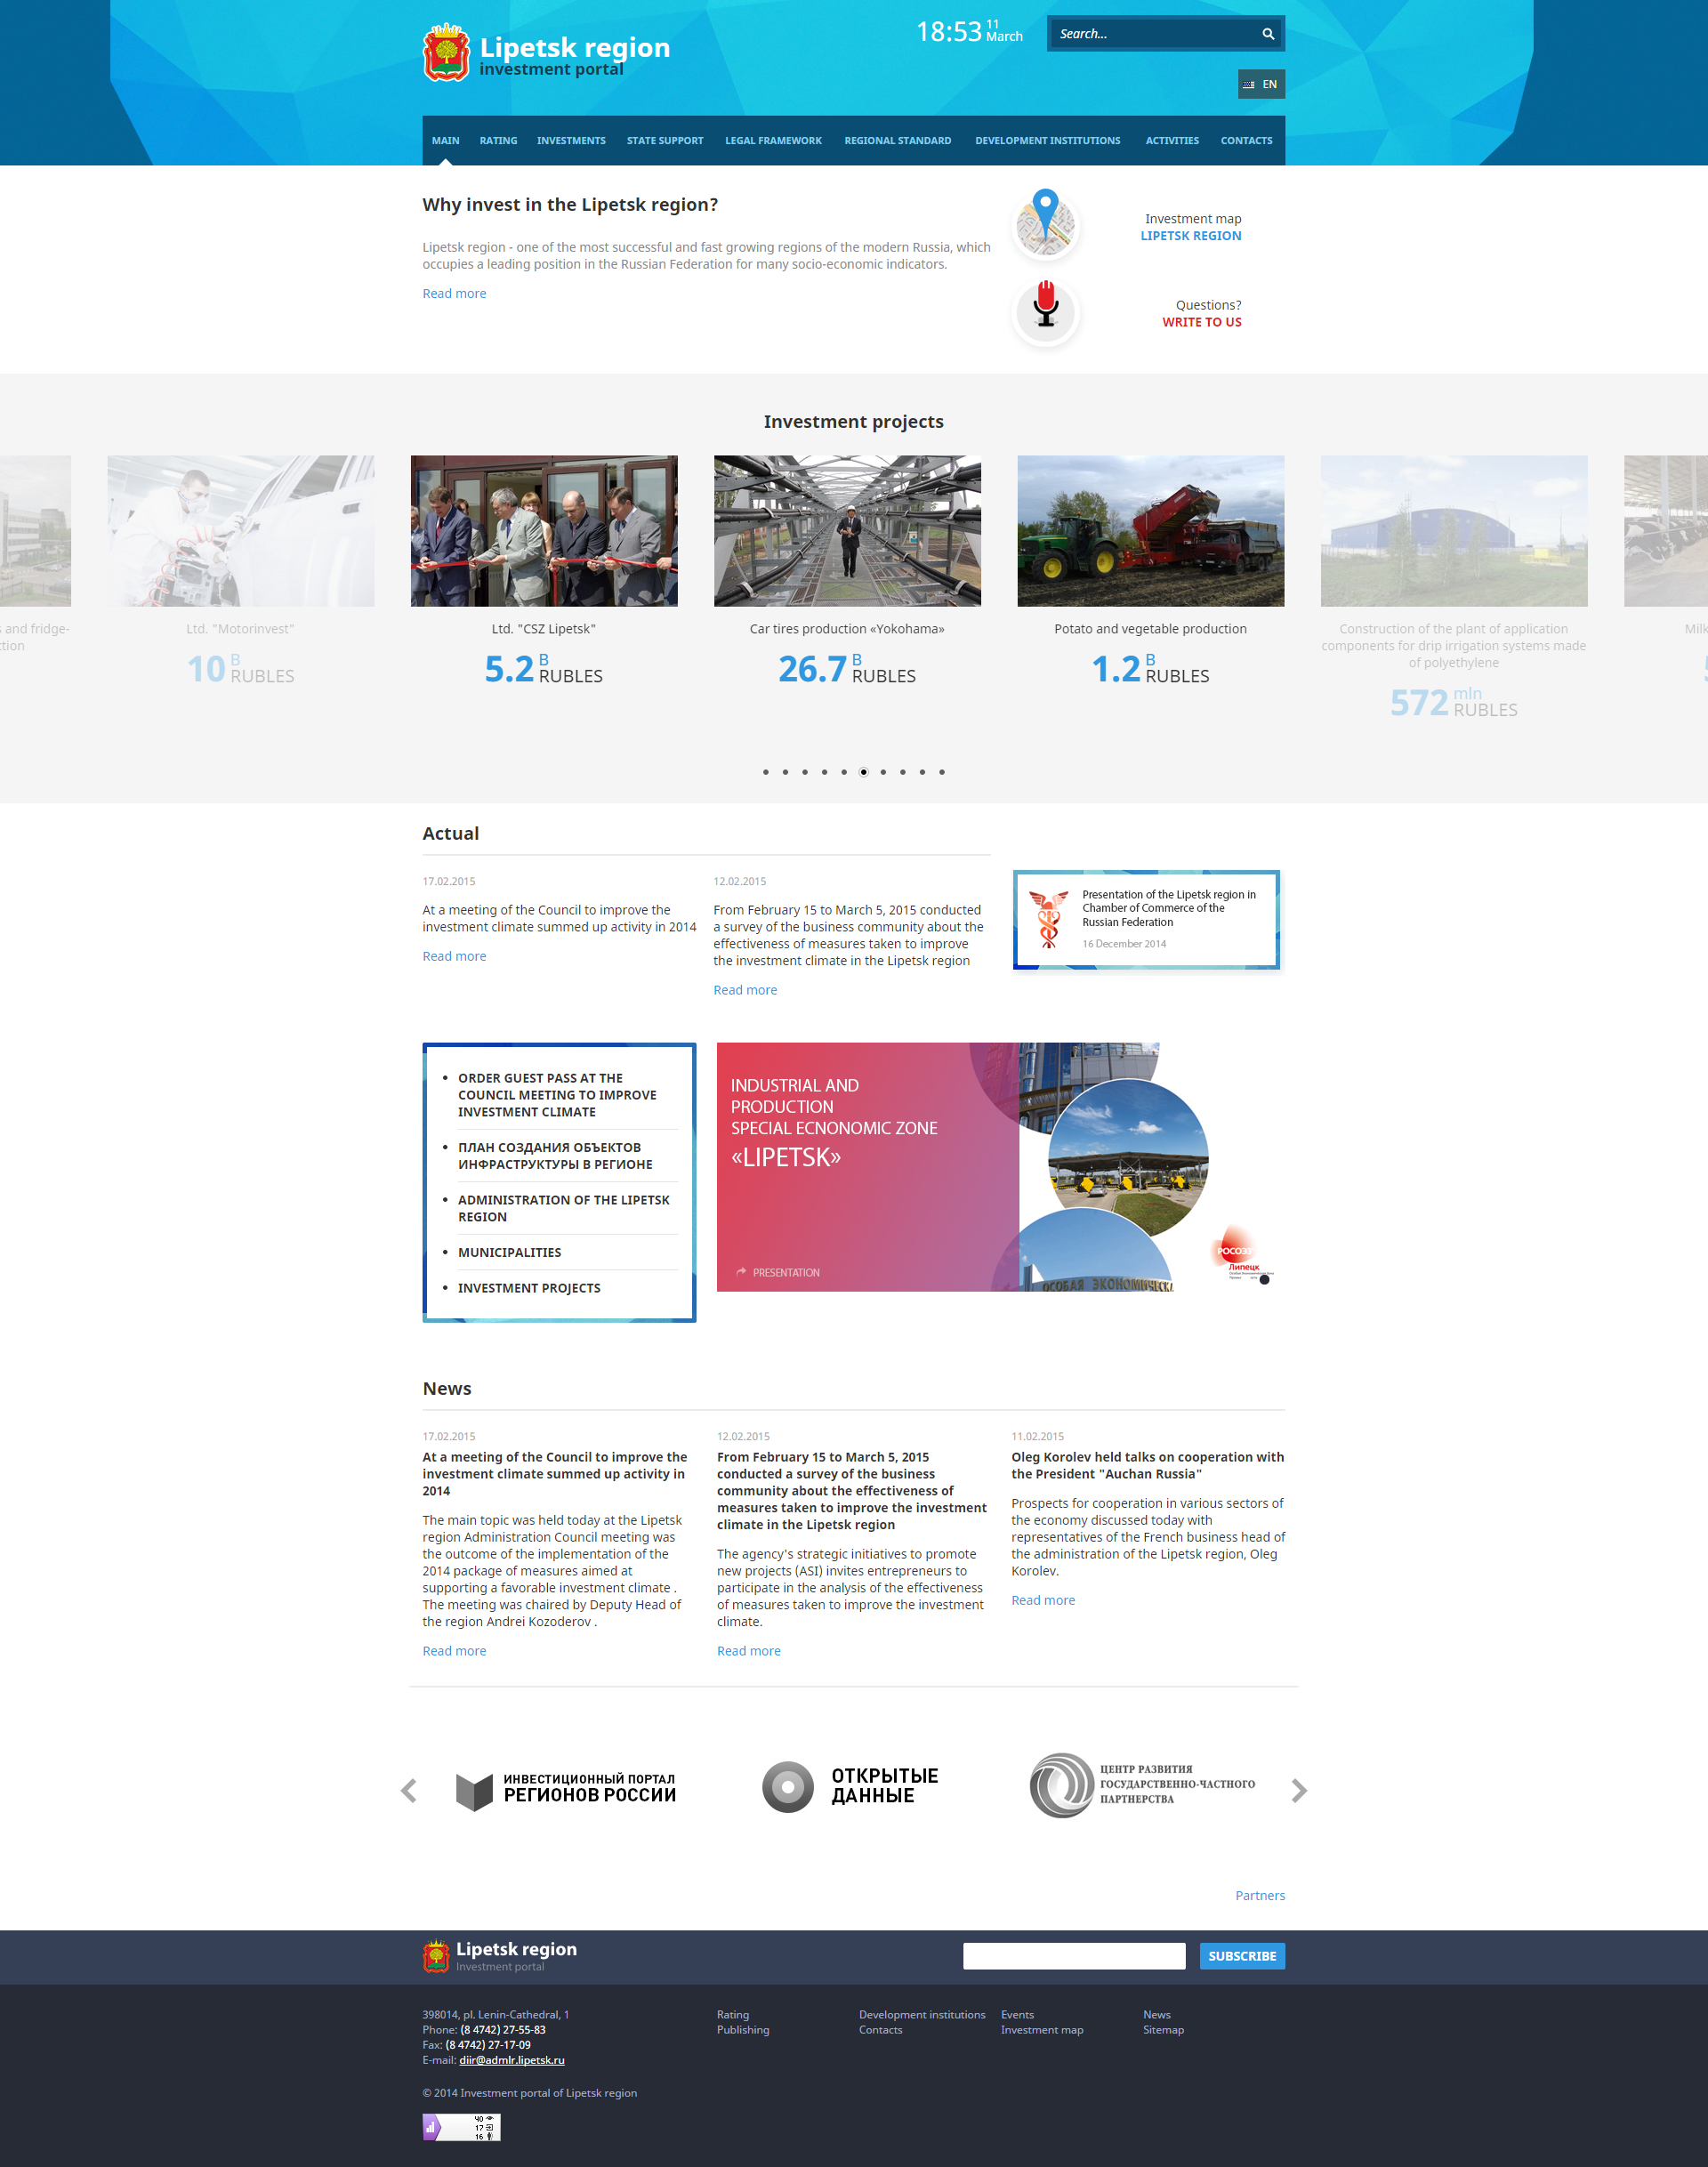 Lipetsk region
investment portal
18:53 11 March
Search...
EN
MAIN RATING INVESTMENTS STATE SUPPORT LEGAL FRAMEWORK REGIONAL STANDARD DEVELOPMENT INSTITUTIONS ACTIVITIES CONTACTS
Why invest in the Lipetsk region?
Lipetsk region - one of the most successful and fast growing regions of the modern Russia, which
occupies a leading position in the Russian Federation for many socio-economic indicators.
Read more
Investment map
LIPETSK REGION
Questions?
WRITE TO US
Investment projects
and fridge-
Ltd. "Motorinvest"
10 B RUBLES
Ltd. "CSZ Lipetsk"
5.2 B RUBLES
Car tires production «Yokohama»
26.7 B RUBLES
Potato and vegetable production
1.2 B RUBLES
Construction of the plant of application
components for drip irrigation systems made
of polyethylene
572 mln RUBLES
Actual
17.02.2015
At a meeting of the Council to improve the
investment climate summed up activity in 2014
Read more
12.02.2015
From February 15 to March 5, 2015 conducted
a survey of the business community about the
effectiveness of measures taken to improve
the investment climate in the Lipetsk region
Read more
Presentation of the Lipetsk region in
Chamber of Commerce of the
Russian Federation
16 December 2014
ORDER GUEST PASS AT THE
COUNCIL MEETING TO IMPROVE
INVESTMENT CLIMATE
ПЛАН СОЗДАНИЯ ОБЪЕКТОВ
ИНФРАСТРУКТУРЫ В РЕГИОНЕ
ADMINISTRATION OF THE LIPETSK
REGION
MUNICIPALITIES
INVESTMENT PROJECTS
INDUSTRIAL AND
PRODUCTION
SPECIAL ECNONOMIC ZONE
«LIPETSK»
PRESENTATION
ОСОБАЯ ЭКОНОМИЧЕСКА
РОСОЭЗ
Липецк
News
17.02.2015
At a meeting of the Council to improve the
investment climate summed up activity in
2014
The main topic was held today at the Lipetsk
region Administration Council meeting was
the outcome of the implementation of the
2014 package of measures aimed at
supporting a favorable investment climate .
The meeting was chaired by Deputy Head of
the region Andrei Kozoderov .
Read more
12.02.2015
From February 15 to March 5, 2015
conducted a survey of the business
community about the effectiveness of
measures taken to improve the investment
climate in the Lipetsk region
The agency's strategic initiatives to promote
new projects (ASI) invites entrepreneurs to
participate in the analysis of the effectiveness
of measures taken to improve the investment
climate.
Read more
11.02.2015
Oleg Korolev held talks on cooperation with
the President "Auchan Russia"
Prospects for cooperation in various sectors of
the economy discussed today with
representatives of the French business head of
the administration of the Lipetsk region, Oleg
Korolev.
Read more
ИНВЕСТИЦИОННЫЙ ПОРТАЛ
РЕГИОНОВ РОССИИ
ОТКРЫТЫЕ
ДАННЫЕ
ЦЕНТР РАЗВИТИЯ
ГОСУДАРСТВЕННО-ЧАСТНОГО
ПАРТНЕРСТВА
Partners
Lipetsk region
Investment portal
SUBSCRIBE
398014, pl. Lenin-Cathedral, 1
Phone: (8 4742) 27-55-83
Fax: (8 4742) 27-17-09
E-mail: diir@admlr.lipetsk.ru
Rating
Publishing
Development institutions
Contacts
Events
Investment map
News
Sitemap
© 2014 Investment portal of Lipetsk region
40
17
16